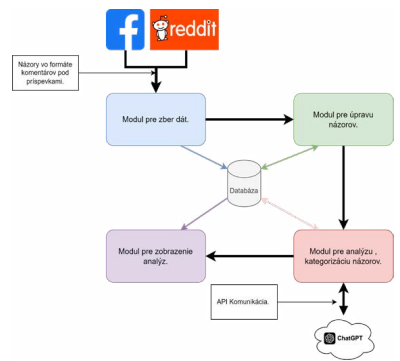 reddit
Názory vo formáte
komentárov pod
príspevkami.
Modul pre zber dát.
Modul pre úpravu
názorov.
Databáza
Modul pre zobrazenie
analýz.
Modul pre analýzu ,
kategorizáciu názorov.
API Komunikácia.
ChatGPT